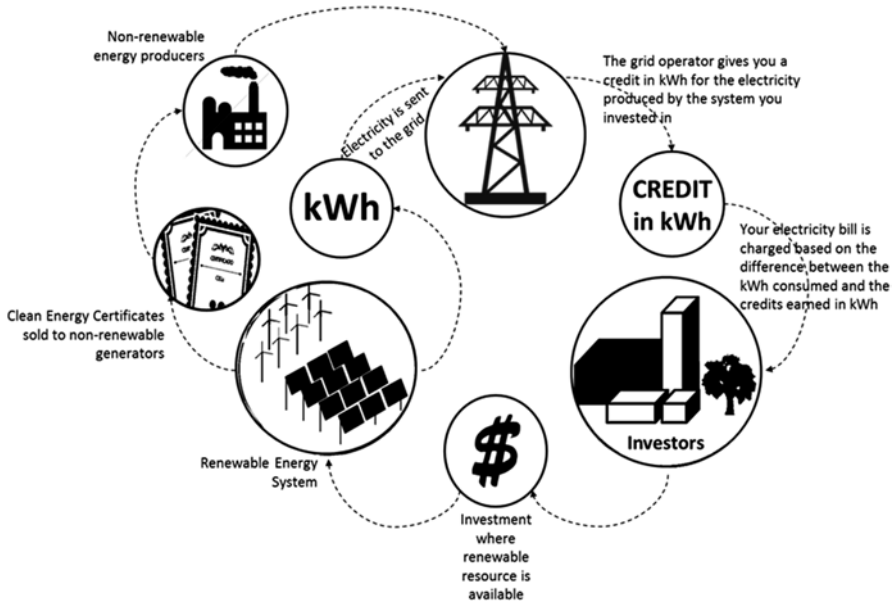 Non-renewable
energy producers
The grid operator gives you a
credit in kWh for the electricity
produced by the system you
invested in
Electricity is sent
to the grid
kWh
CREDIT
in kWh
Your electricity bill is
charged based on the
difference between the
kWh consumed and the
credits earned in kWh
Clean Energy Certificates
sold to non-renewable
generators
Investors
$
Renewable Energy
System
Investment
where
renewable
resource is
available